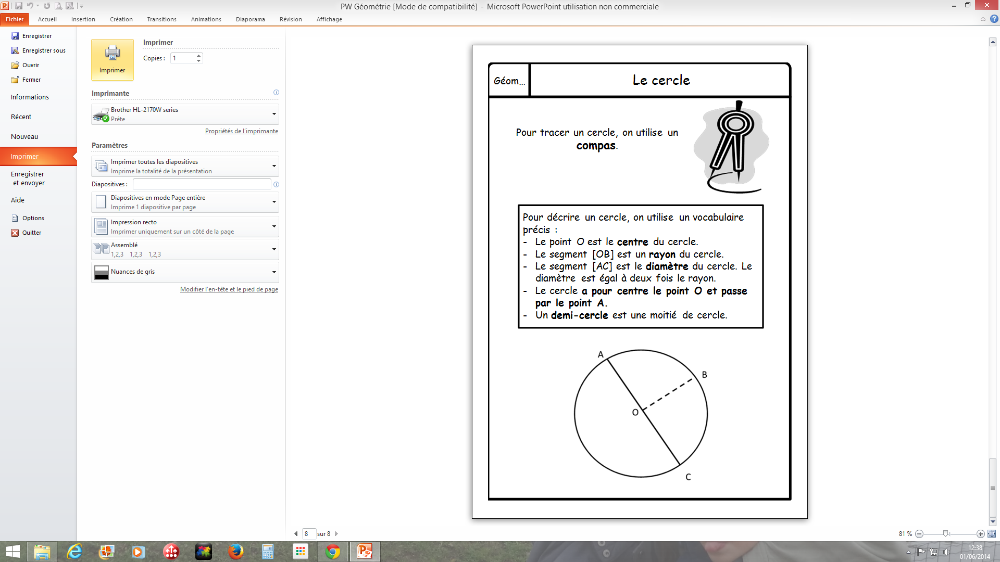 PW Géométrie [Mode de compatibilité] - Microsoft PowerPoint utilisation non commerciale
Fichier Accueil Insertion Création Transitions Animations Diaporama Révision Affichage
Enregistrer
Enregistrer sous
Ouvrir
Fermer
Informations
Récent
Nouveau
Imprimer
Enregistrer
et envoyer
Aide
Options
Quitter
Imprimer
Imprimer
Copies : 1
Imprimante
Brother HL-2170W series
Prête
Propriétés de l'imprimante
Paramètres
Imprimer toutes les diapositives
Imprime la totalité de la présentation
Diapositives :
Diapositives en mode Page entière
Imprime 1 diapositive par page
Impression recto
Imprimer uniquement sur un côté de la page
Assemblé
1,2,3 1,2,3 1,2,3
Nuances de gris
Modifier l'en-tête et le pied de page
Géom...
Le cercle
Pour tracer un cercle, on utilise un
compas.
Pour décrire un cercle, on utilise un vocabulaire
précis :
- Le point O est le centre du cercle.
- Le segment [OB] est un rayon du cercle.
- Le segment [AC] est le diamètre du cercle. Le
diamètre est égal à deux fois le rayon.
- Le cercle a pour centre le point O et passe
par le point A.
- Un demi-cercle est une moitié de cercle.
A
B
O
C
8 sur 8
81 %
12:38
01/06/2014